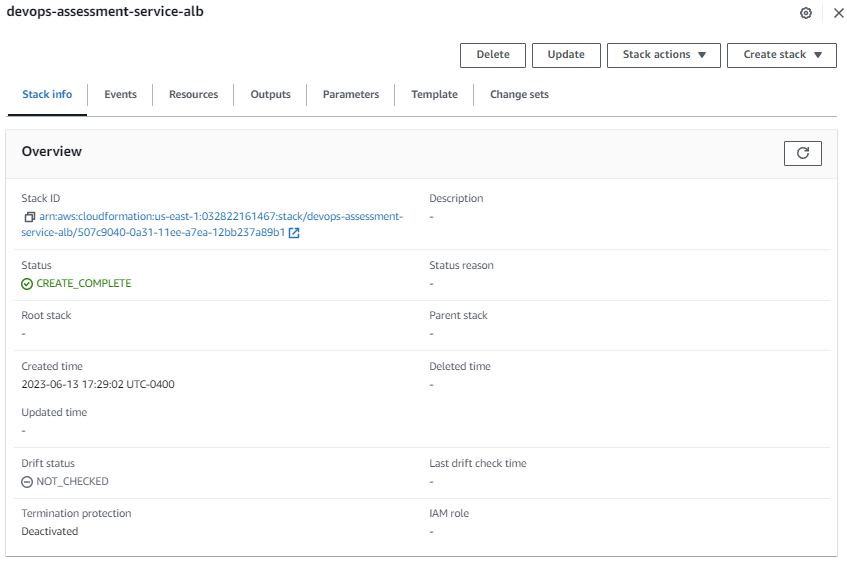 devops-assessment-service-alb
Delete
Update
Stack actions
Create stack
Stack info
Events
Resources
Outputs
Parameters
Template
Change sets
Overview
Stack ID
arn:aws:cloudformation:us-east-1:032822161467:stack/devops-assessment-
service-alb/507c9040-0a31-11ee-a7ea-12bb237a89b1
Description
-
Status
CREATE_COMPLETE
Status reason
-
Root stack
-
Parent stack
-
Created time
2023-06-13 17:29:02 UTC-0400
Deleted time
-
Updated time
-
Drift status
NOT_CHECKED
Last drift check time
-
Termination protection
Deactivated
IAM role
-